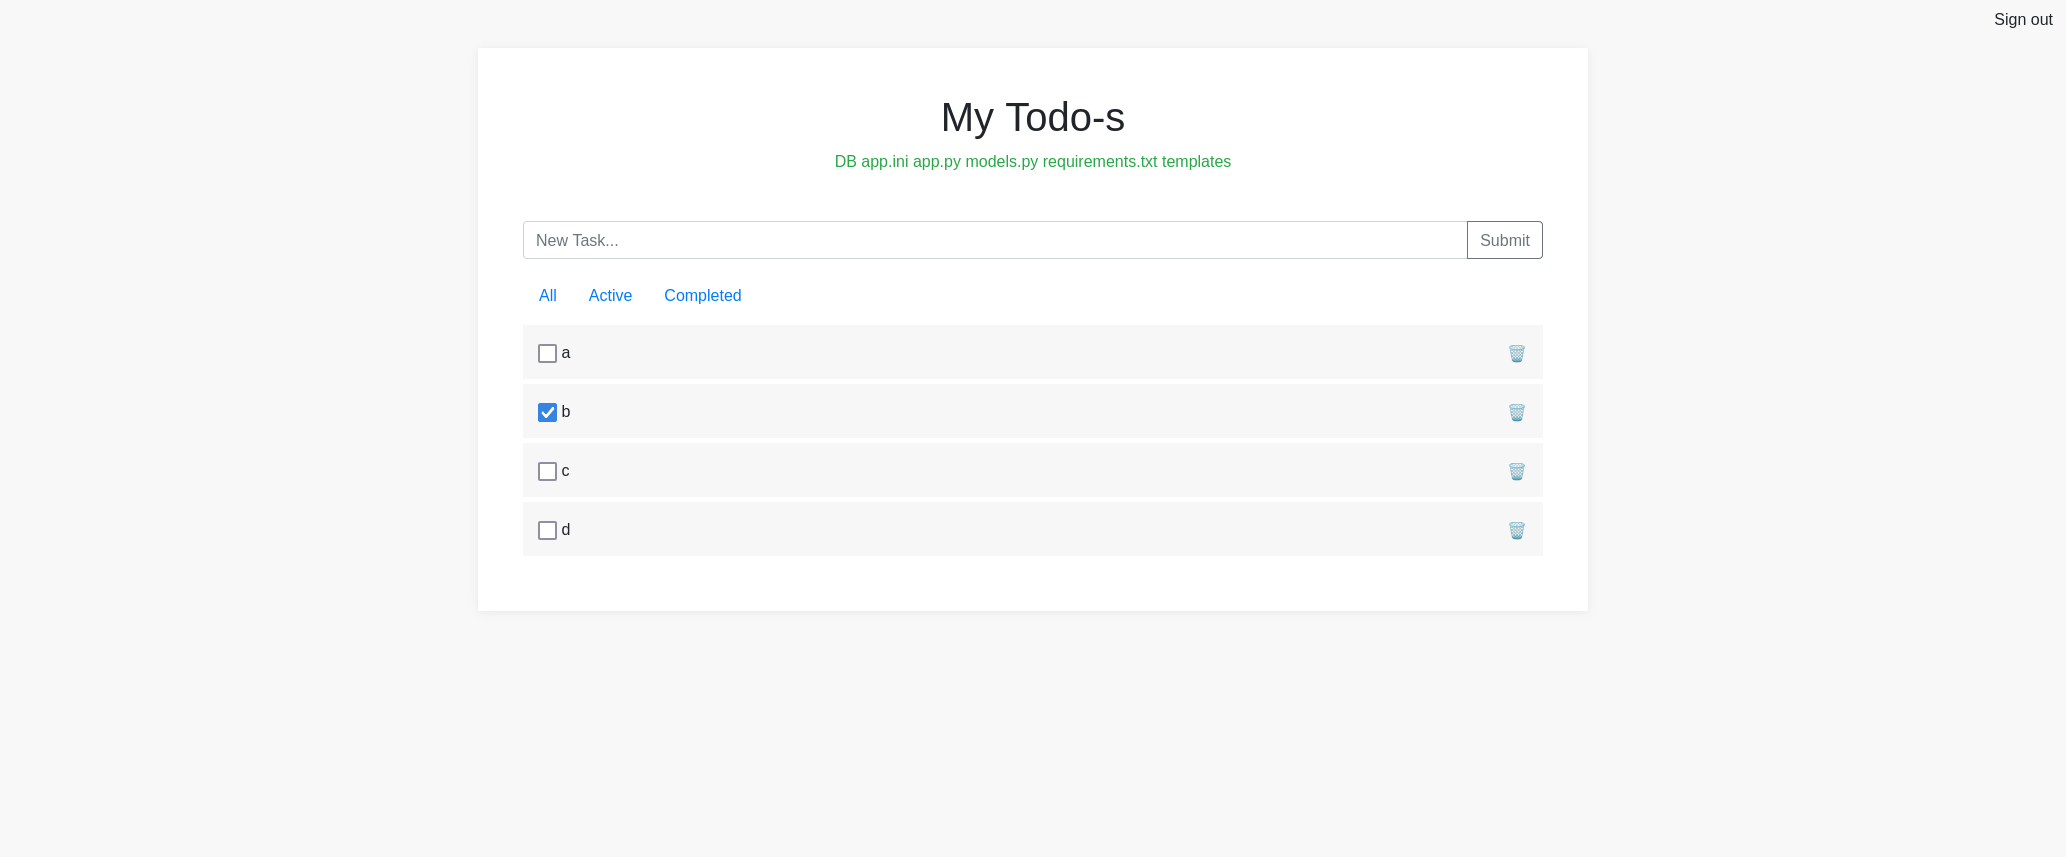 Sign out
My Todo-s
DB app.ini app.py models.py requirements.txt templates
New Task... Submit
All Active Completed
a
b
c
d